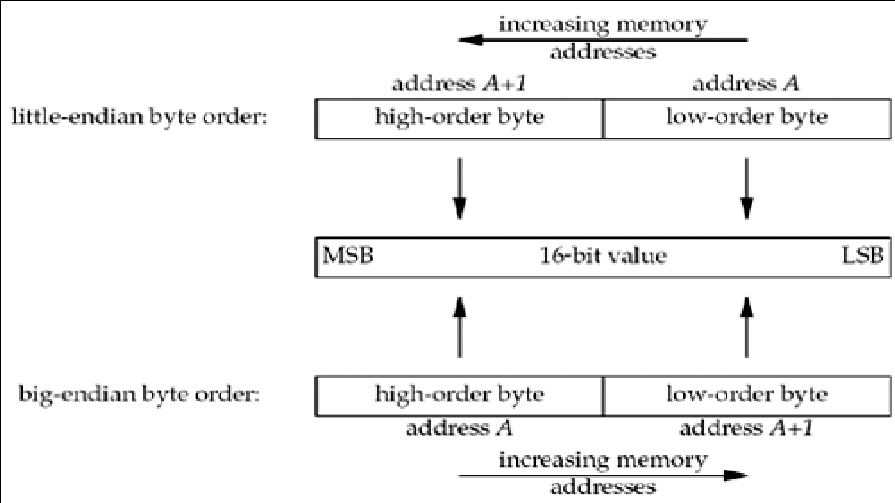 increasing memory
addresses
address A+1 address A
little-endian byte order: high-order byte low-order byte
MSB 16-bit value LSB
big-endian byte order: high-order byte low-order byte
address A address A+1
increasing memory
addresses